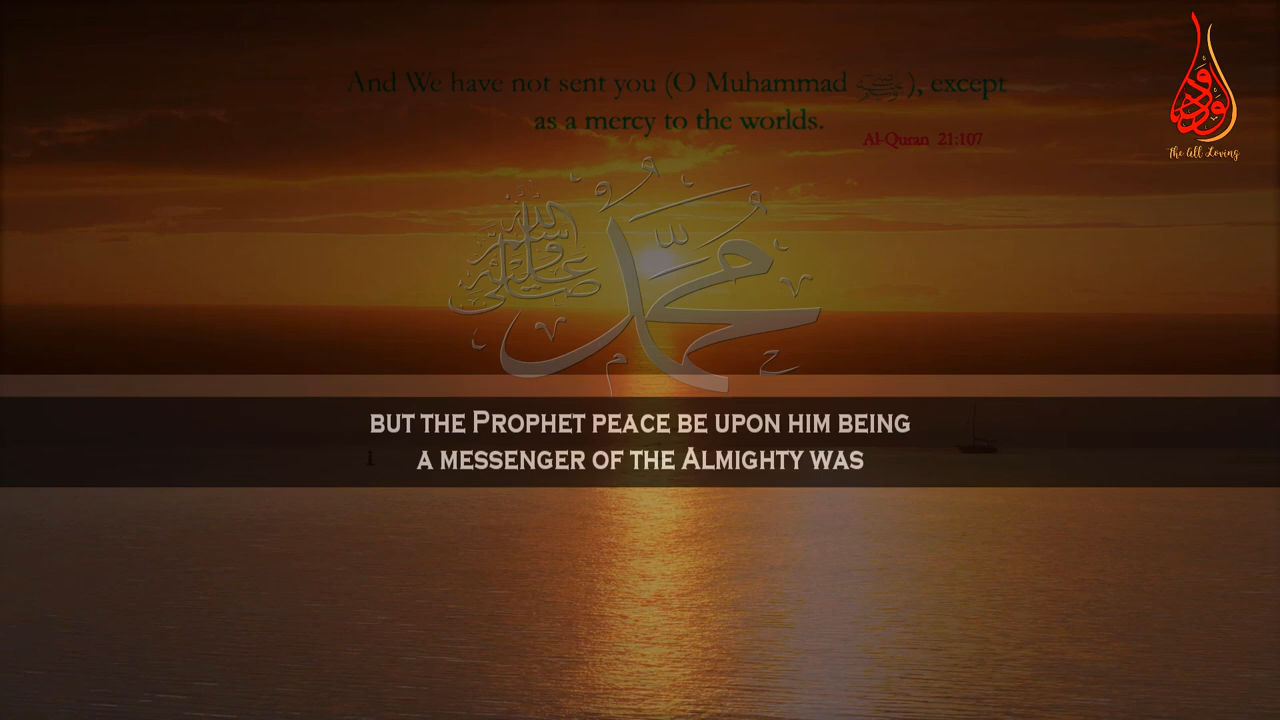 And We have not sent you (O Muhammad ﷺ), except
as a mercy to the worlds.
Al-Quran 21:107
الودود
The All Loving
محمد
صلى الله عليه وسلم
BUT THE PROPHET PEACE BE UPON HIM BEING
A MESSENGER OF THE ALMIGHTY WAS